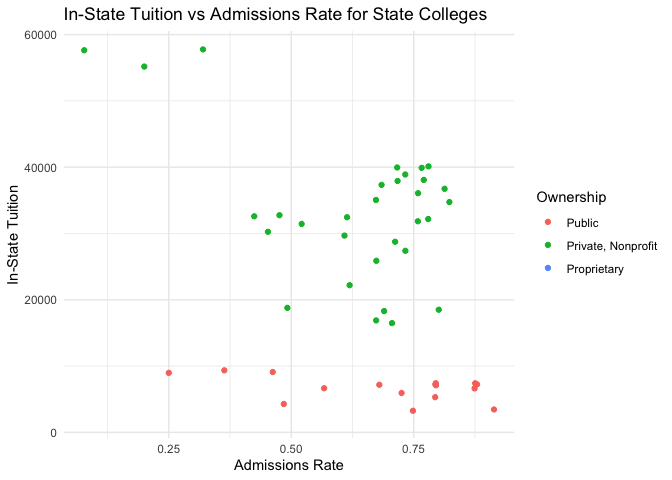 In-State Tuition vs Admissions Rate for State Colleges
60000
40000
20000
0
In-State Tuition
0.25 0.50 0.75
Admissions Rate
Ownership
Public
Private, Nonprofit
Proprietary